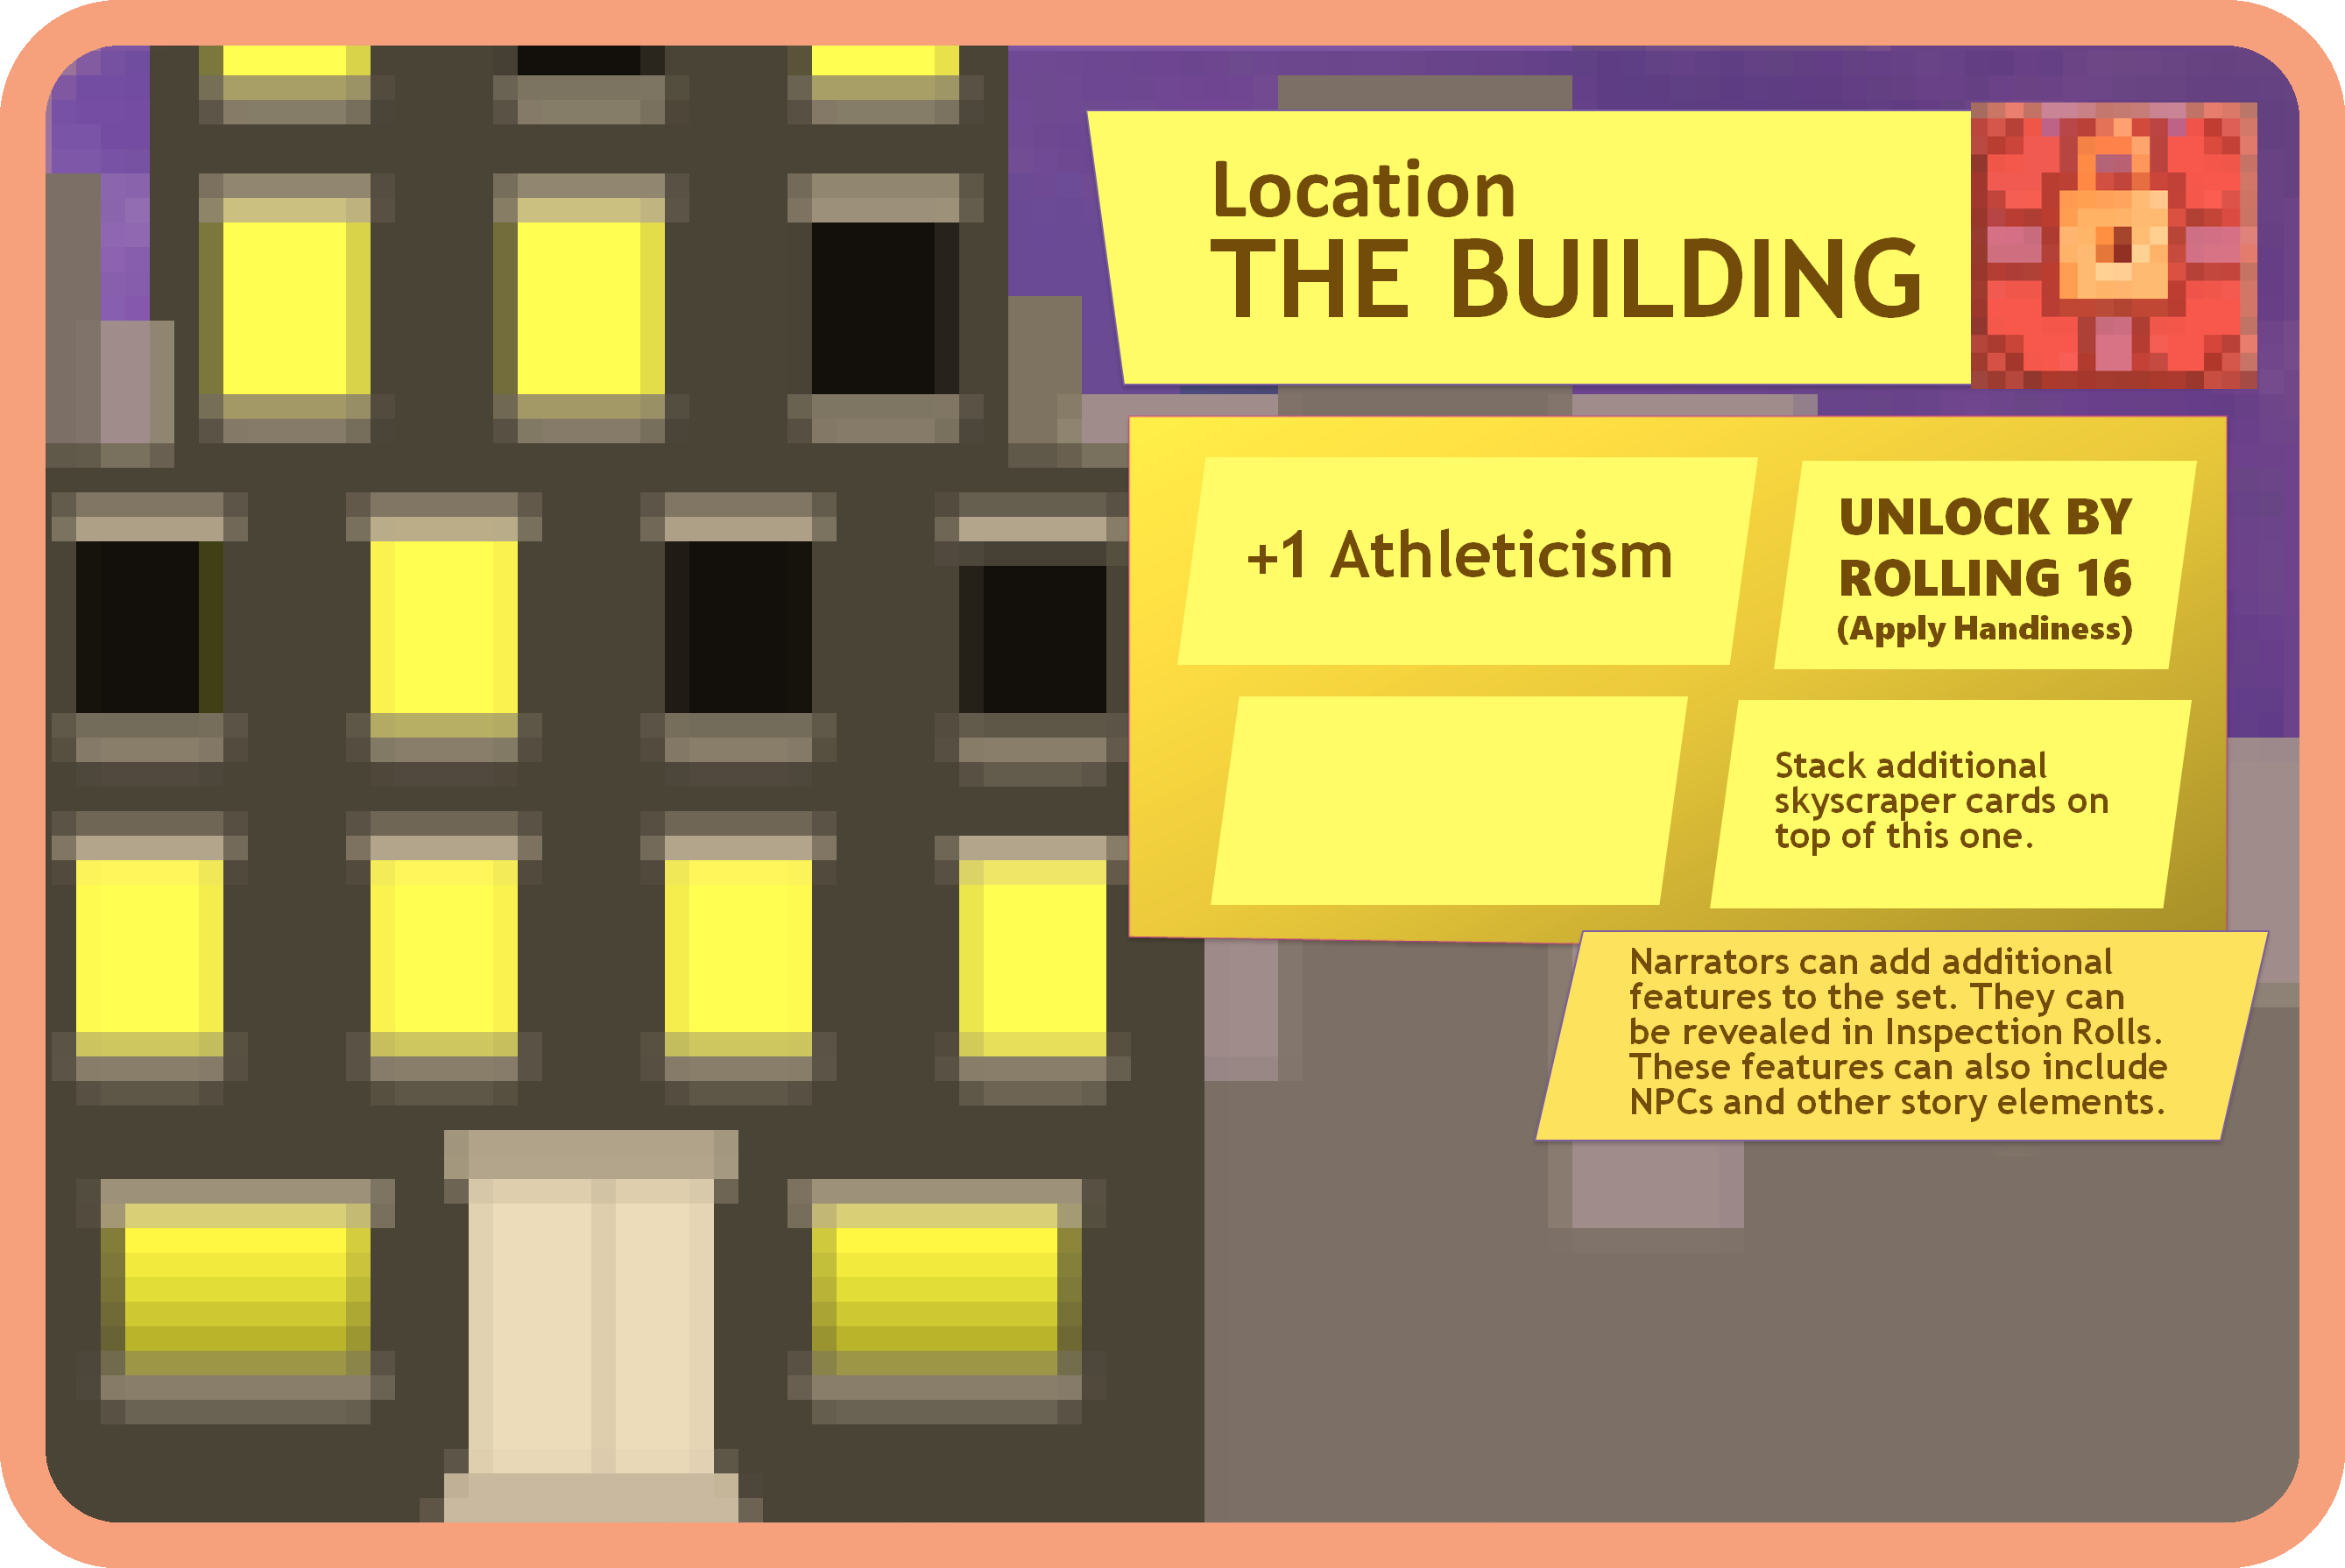 Location
THE BUILDING
+1 Athleticism
UNLOCK BY
ROLLING 16
(Apply Handiness)
Stack additional
skyscraper cards on
top of this one.
Narrators can add additional
features to the set. They can
be revealed in Inspection Rolls.
These features can also include
NPCs and other story elements.